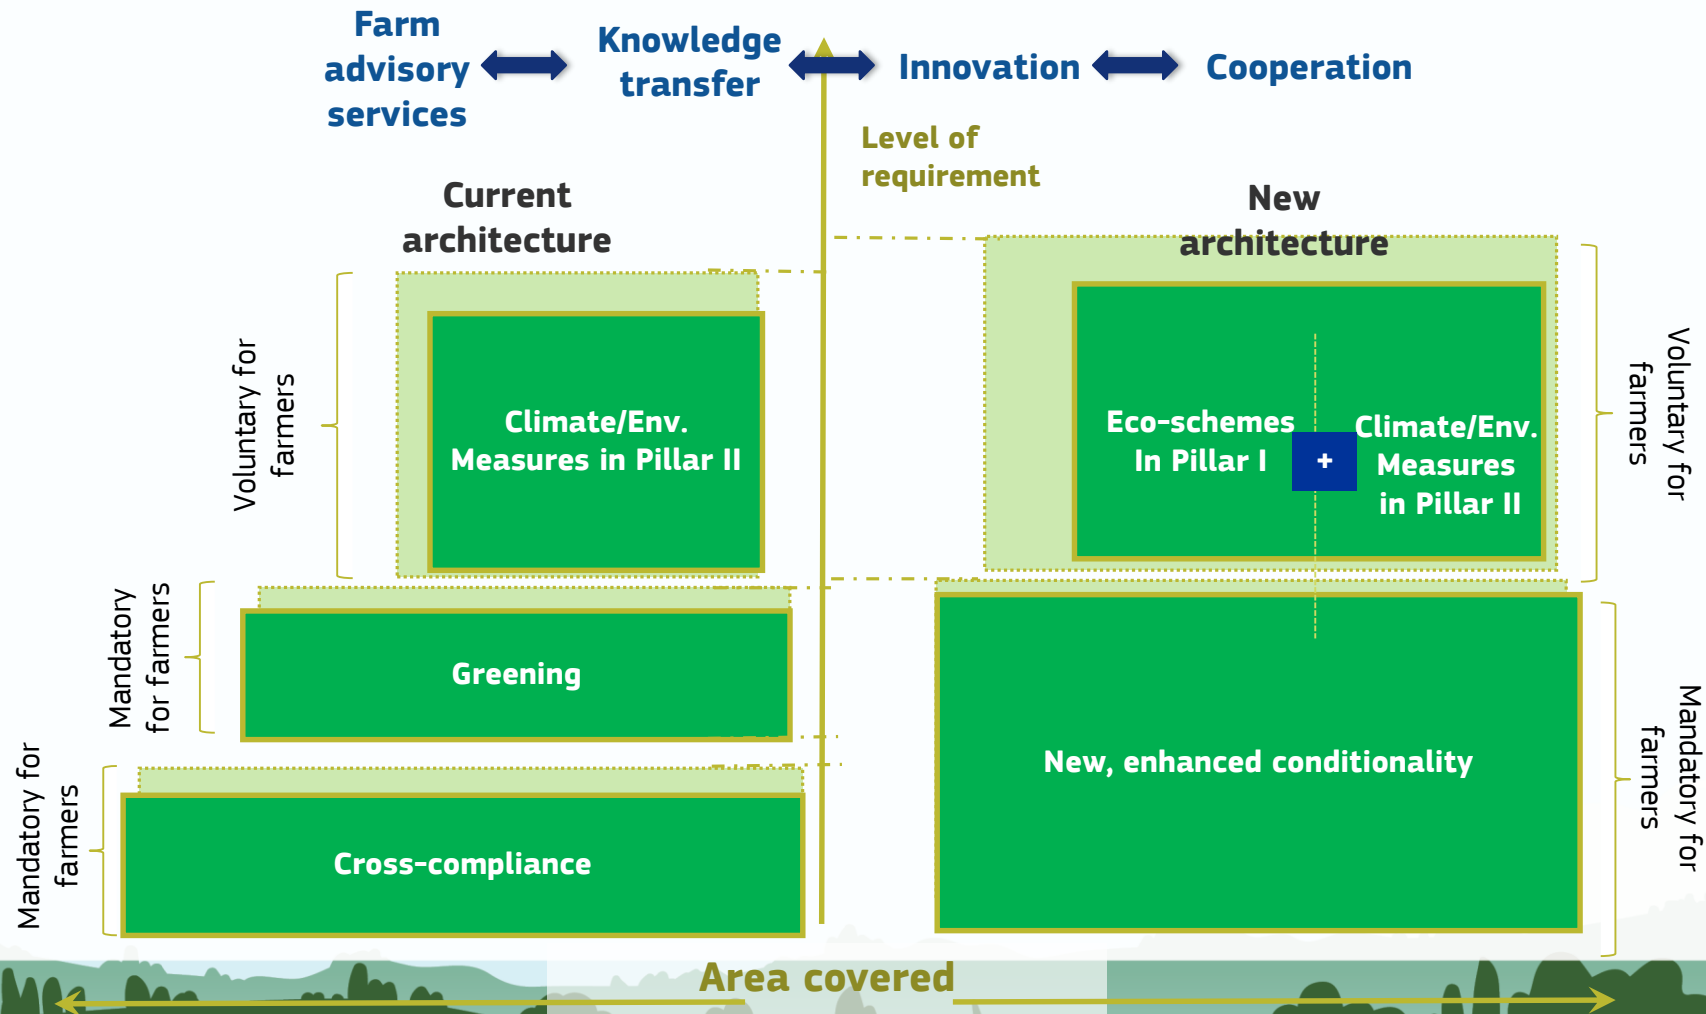 Farm
advisory
services
Knowledge
transfer
Innovation
Cooperation
Level of
requirement
Current
architecture
New
architecture
Voluntary for
farmers
Climate/Env.
Measures in Pillar II
Mandatory
for farmers
Greening
Mandatory for
farmers
Cross-compliance
Eco-schemes
In Pillar I
+
Climate/Env.
Measures
in Pillar II
Voluntary for
farmers
New, enhanced conditionality
Mandatory for
farmers
Area covered